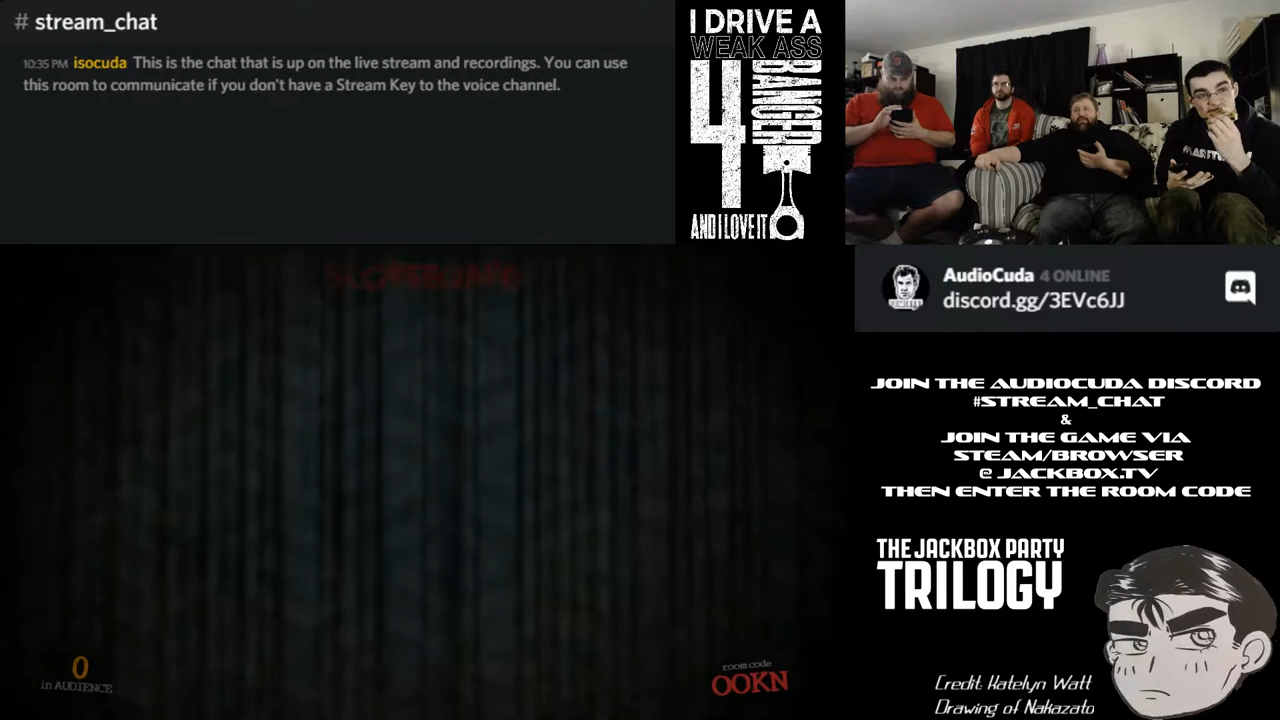 # stream_chat
10:35 PM isocuda This is the chat that is up on the live stream and recordings. You can use
this room to communicate if you don't have a Stream Key to the voice channel.
I DRIVE A
WEAK ASS
4 BANGER
AND I LOVE IT
AudioCuda 4 ONLINE
discord.gg/3EVc6JJ
JOIN THE AUDIOCUDA DISCORD
#STREAM_CHAT
&
JOIN THE GAME VIA
STEAM/BROWSER
@ JACKBOX.TV
THEN ENTER THE ROOM CODE
THE JACKBOX PARTY
TRILOGY
Credit: Katelyn Watt
Drawing of Nakazato
SCOREBOARD
0
in AUDIENCE
room code
OOKN